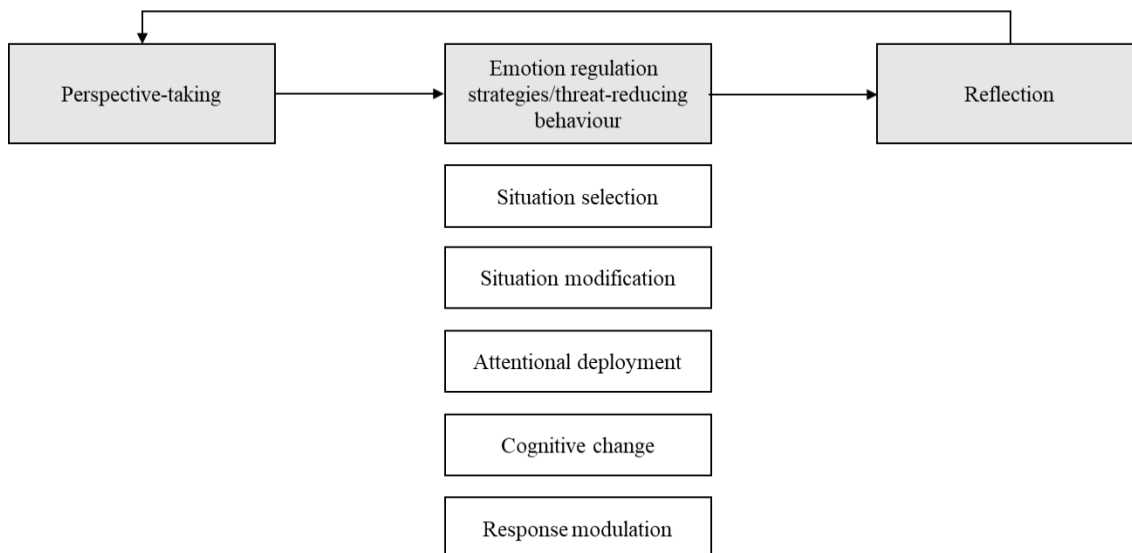 Perspective-taking
Emotion regulation
strategies/threat-reducing
behaviour
Reflection
Situation selection
Situation modification
Attentional deployment
Cognitive change
Response modulation